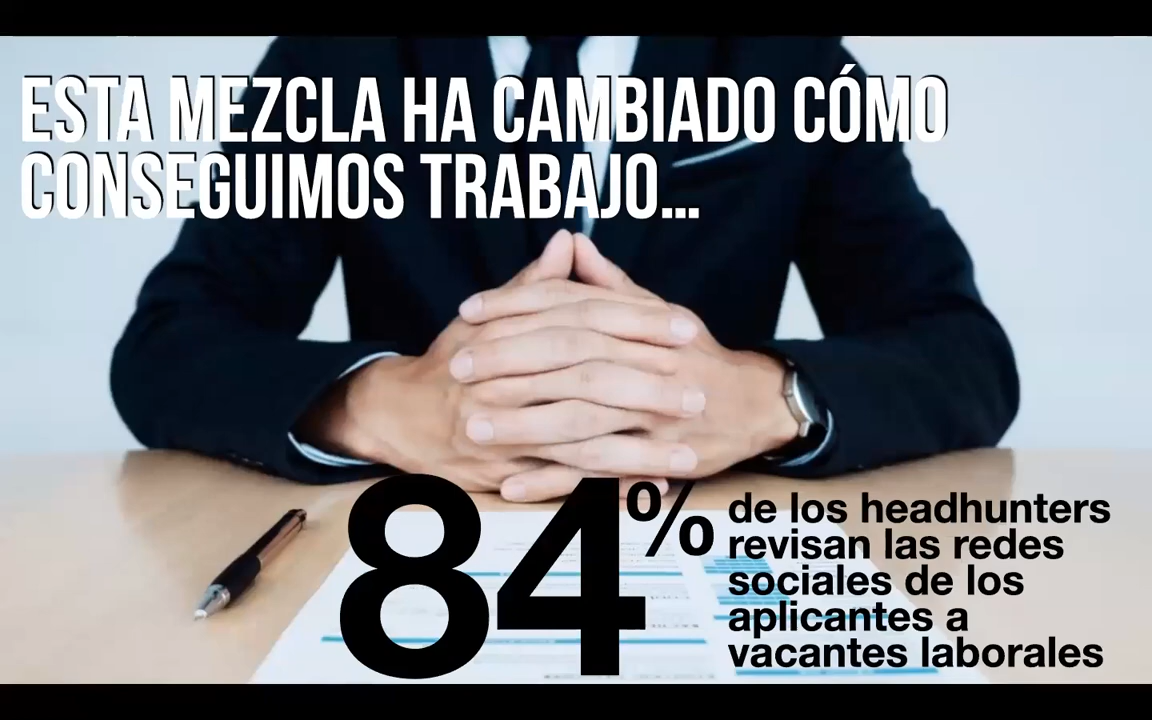 ESTA MEZCLA HA CAMBIADO CÓMO
CONSEGUIMOS TRABAJO...
84%
de los headhunters
revisan las redes
sociales de los
aplicantes a
vacantes laborales